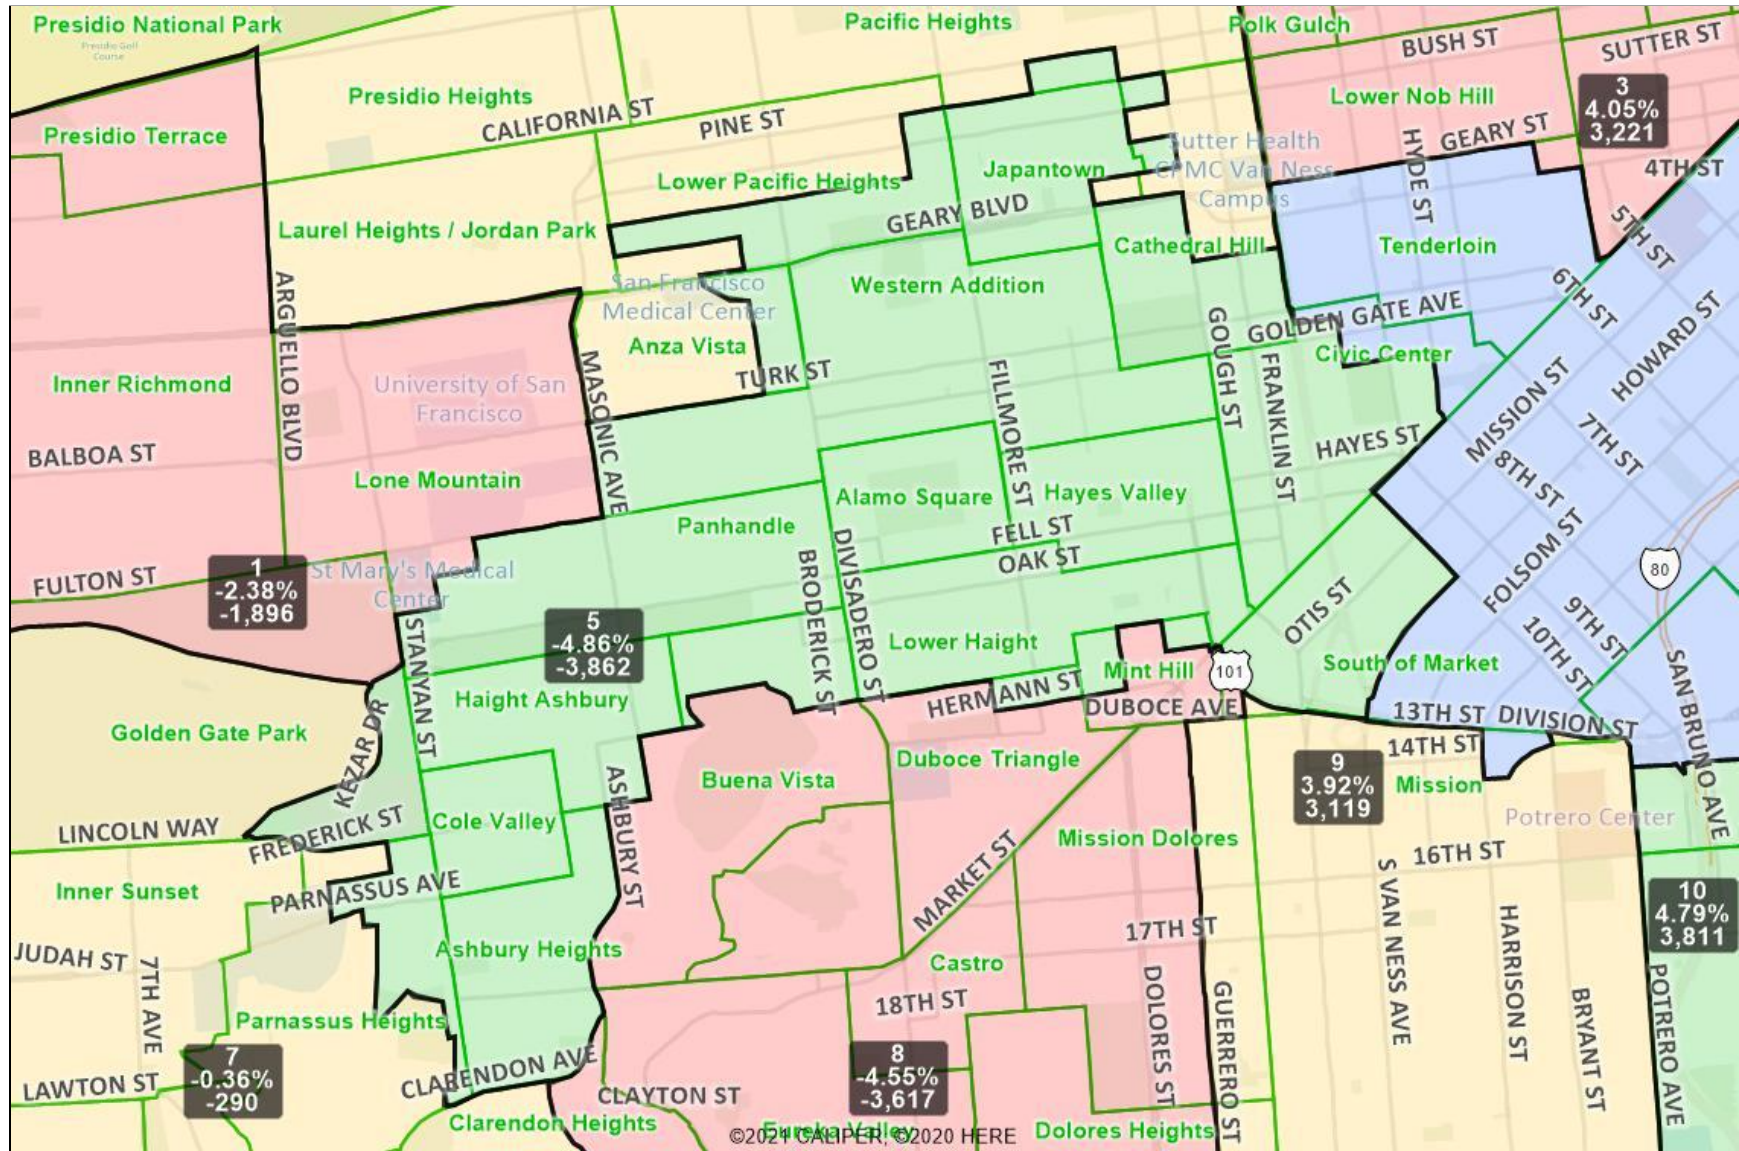 Presidio National Park
Presidio Golf
Course
Pacific Heights
Polk Gulch
BUSH ST
SUTTER ST
Presidio Heights
CALIFORNIA ST
PINE ST
Lower Nob Hill
3
4.05%
3,221
Presidio Terrace
HYDE ST
GEARY ST
4TH ST
Lower Pacific Heights
Japantown
Sutter Health
CPMC Van Ness
Campus
Laurel Heights / Jordan Park
GEARY BLVD
Cathedral Hill
Tenderloin
5TH ST
San Francisco
Medical Center
Western Addition
6TH ST
HOWARD ST
ARGUELLO BLVD
Anza Vista
GOUGH ST
GOLDEN GATE AVE
Civic Center
Inner Richmond
University of San
Francisco
MASONIC AVE
TURK ST
FILLMORE ST
FRANKLIN ST
MISSION ST
BALBOA ST
Lone Mountain
HAYES ST
7TH ST
8TH ST
Panhandle
Alamo Square
Hayes Valley
FELL ST
OAK ST
FOLSOM ST
80
FULTON ST
1
-2.38%
-1,896
St Mary's Medical
Center
BRODERICK ST
DIVISADERO ST
OTIS ST
9TH ST
10TH ST
STANYAN ST
5
-4.86%
-3,862
Lower Haight
Mint Hill
101
South of Market
SAN BRUNO AVE
Haight Ashbury
HERMANN ST
DUBOCE AVE
13TH ST
DIVISION ST
Golden Gate Park
KEZAR DR
14TH ST
Buena Vista
Duboce Triangle
9
3.92%
3,119
Mission
ASHBURY ST
LINCOLN WAY
FREDERICK ST
Cole Valley
MARKET ST
Mission Dolores
Potrero Center
16TH ST
Inner Sunset
PARNASSUS AVE
S VAN NESS AVE
HARRISON ST
10
4.79%
3,811
JUDAH ST
7TH AVE
Ashbury Heights
Castro
17TH ST
18TH ST
DOLORES ST
GUERRERO ST
BRYANT ST
POTRERO AVE
Parnassus Heights
7
-0.36%
-290
8
-4.55%
-3,617
LAWTON ST
CLARENDON AVE
CLAYTON ST
Clarendon Heights
Eureka Valley
Dolores Heights
©2021 CALIPER; ©2020 HERE